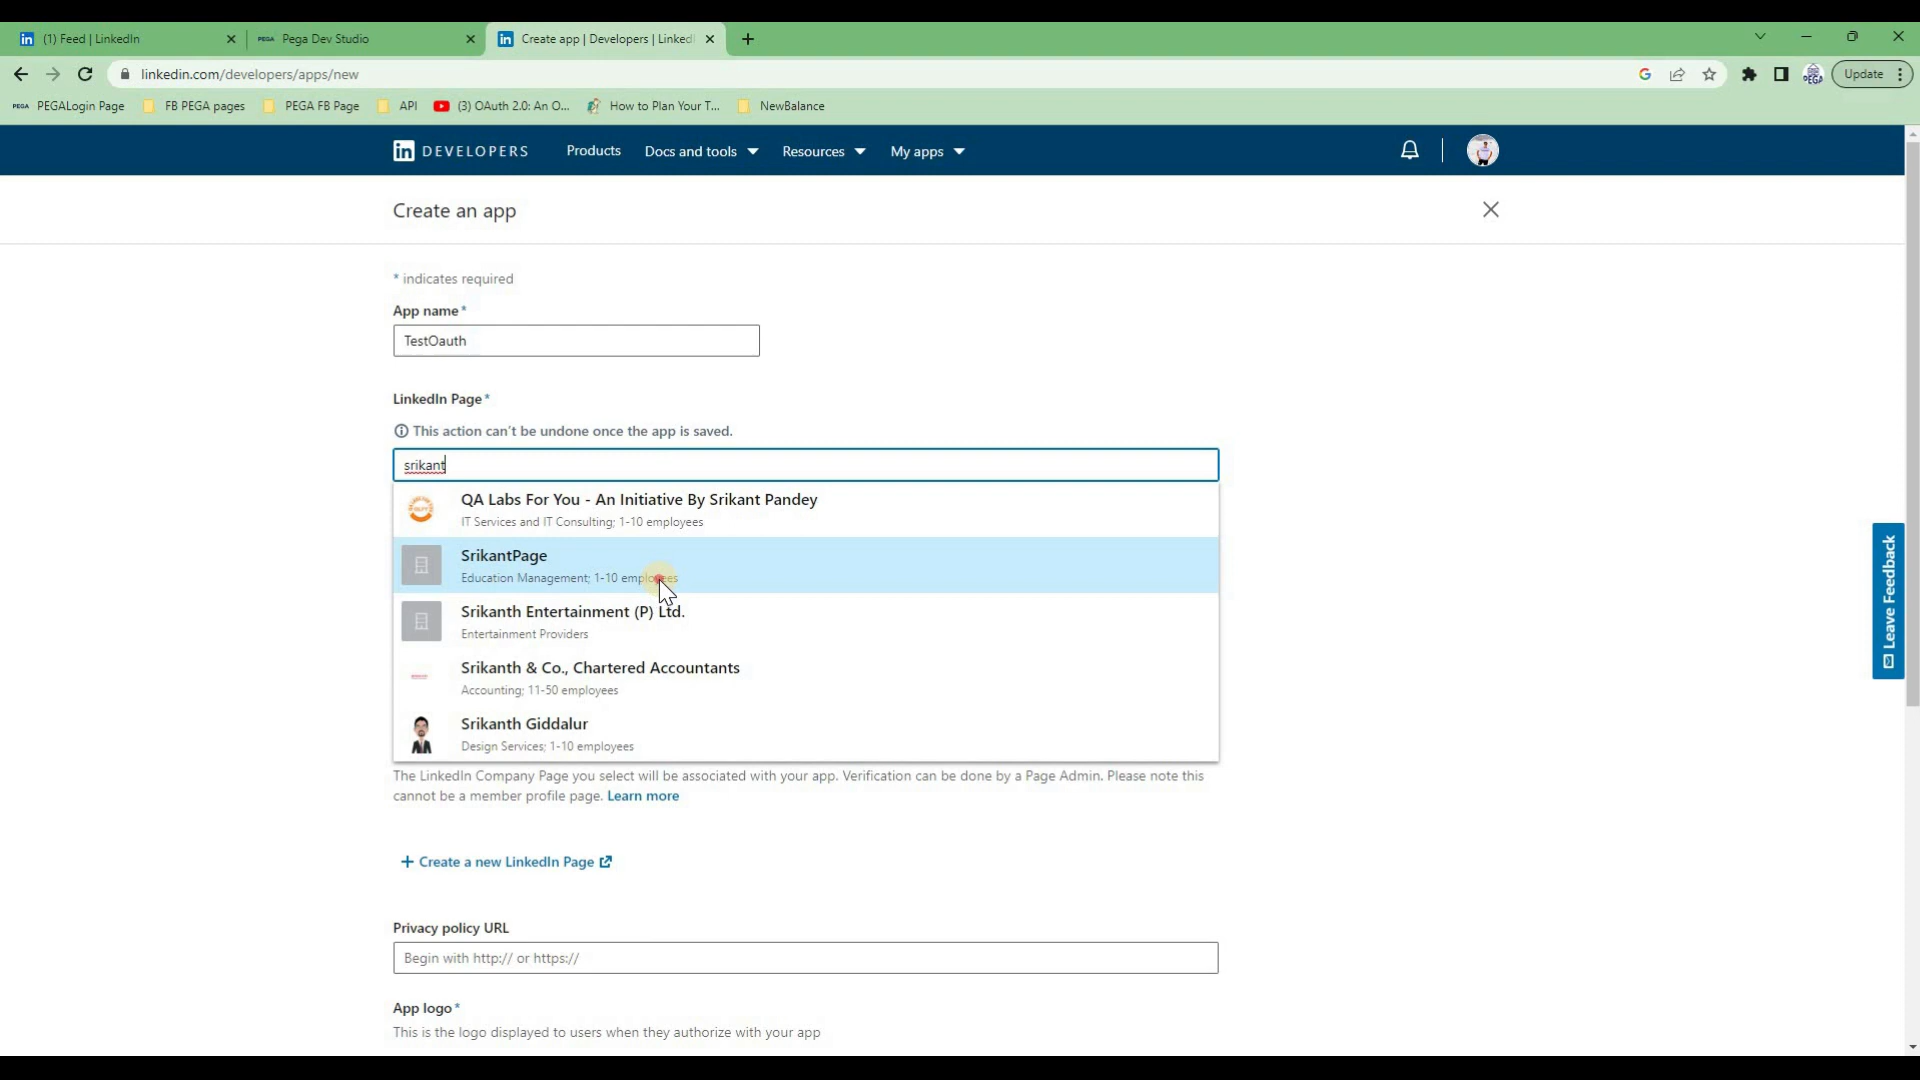 (1) Feed | LinkedIn
PEGA Pega Dev Studio
Create app | Developers | Linked
linkedin.com/developers/apps/new
PEGA
Update
PEGA PEGALogin Page
FB PEGA pages
PEGA FB Page
API
(3) OAuth 2.0: An O...
How to Plan Your T...
NewBalance
in DEVELOPERS
Products
Docs and tools
Resources
My apps
Create an app
* indicates required
App name*
TestOauth
LinkedIn Page*
This action can't be undone once the app is saved.
srikant
QA Labs For You - An Initiative By Srikant Pandey
IT Services and IT Consulting; 1-10 employees
SrikantPage
Education Management; 1-10 employees
Srikanth Entertainment (P) Ltd.
Entertainment Providers
Srikanth & Co., Chartered Accountants
Accounting; 11-50 employees
Srikanth Giddalur
Design Services; 1-10 employees
The LinkedIn Company Page you select will be associated with your app. Verification can be done by a Page Admin. Please note this
cannot be a member profile page. Learn more
+ Create a new LinkedIn Page
Privacy policy URL
Begin with http:// or https://
App logo*
This is the logo displayed to users when they authorize with your app
Leave Feedback